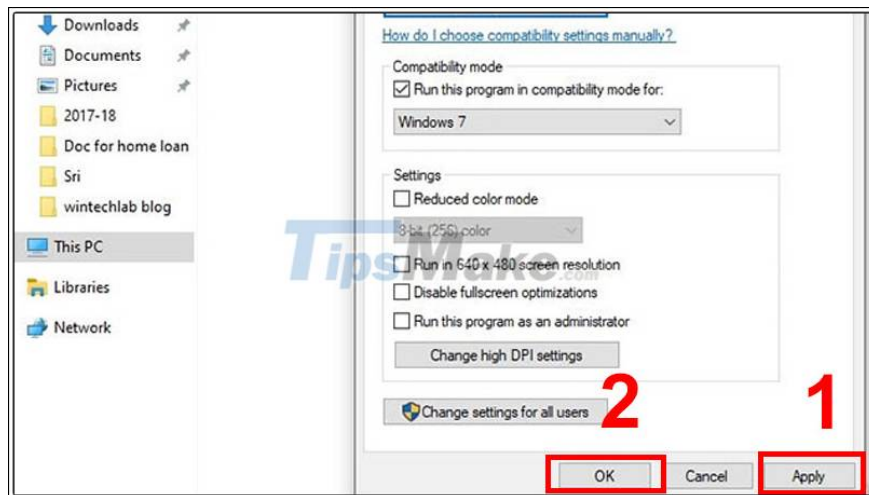 Downloads
Documents
Pictures
2017-18
Doc for home loan
Sri
wintechlab blog
This PC
Libraries
Network
How do I choose compatibility settings manually?
Compatibility mode
Run this program in compatibility mode for:
Windows 7
Settings
Reduced color mode
8-bit (256) color
TipsMake.com
Run in 640 x 480 screen resolution
Disable fullscreen optimizations
Run this program as an administrator
Change high DPI settings
Change settings for all users
2
1
OK Cancel Apply